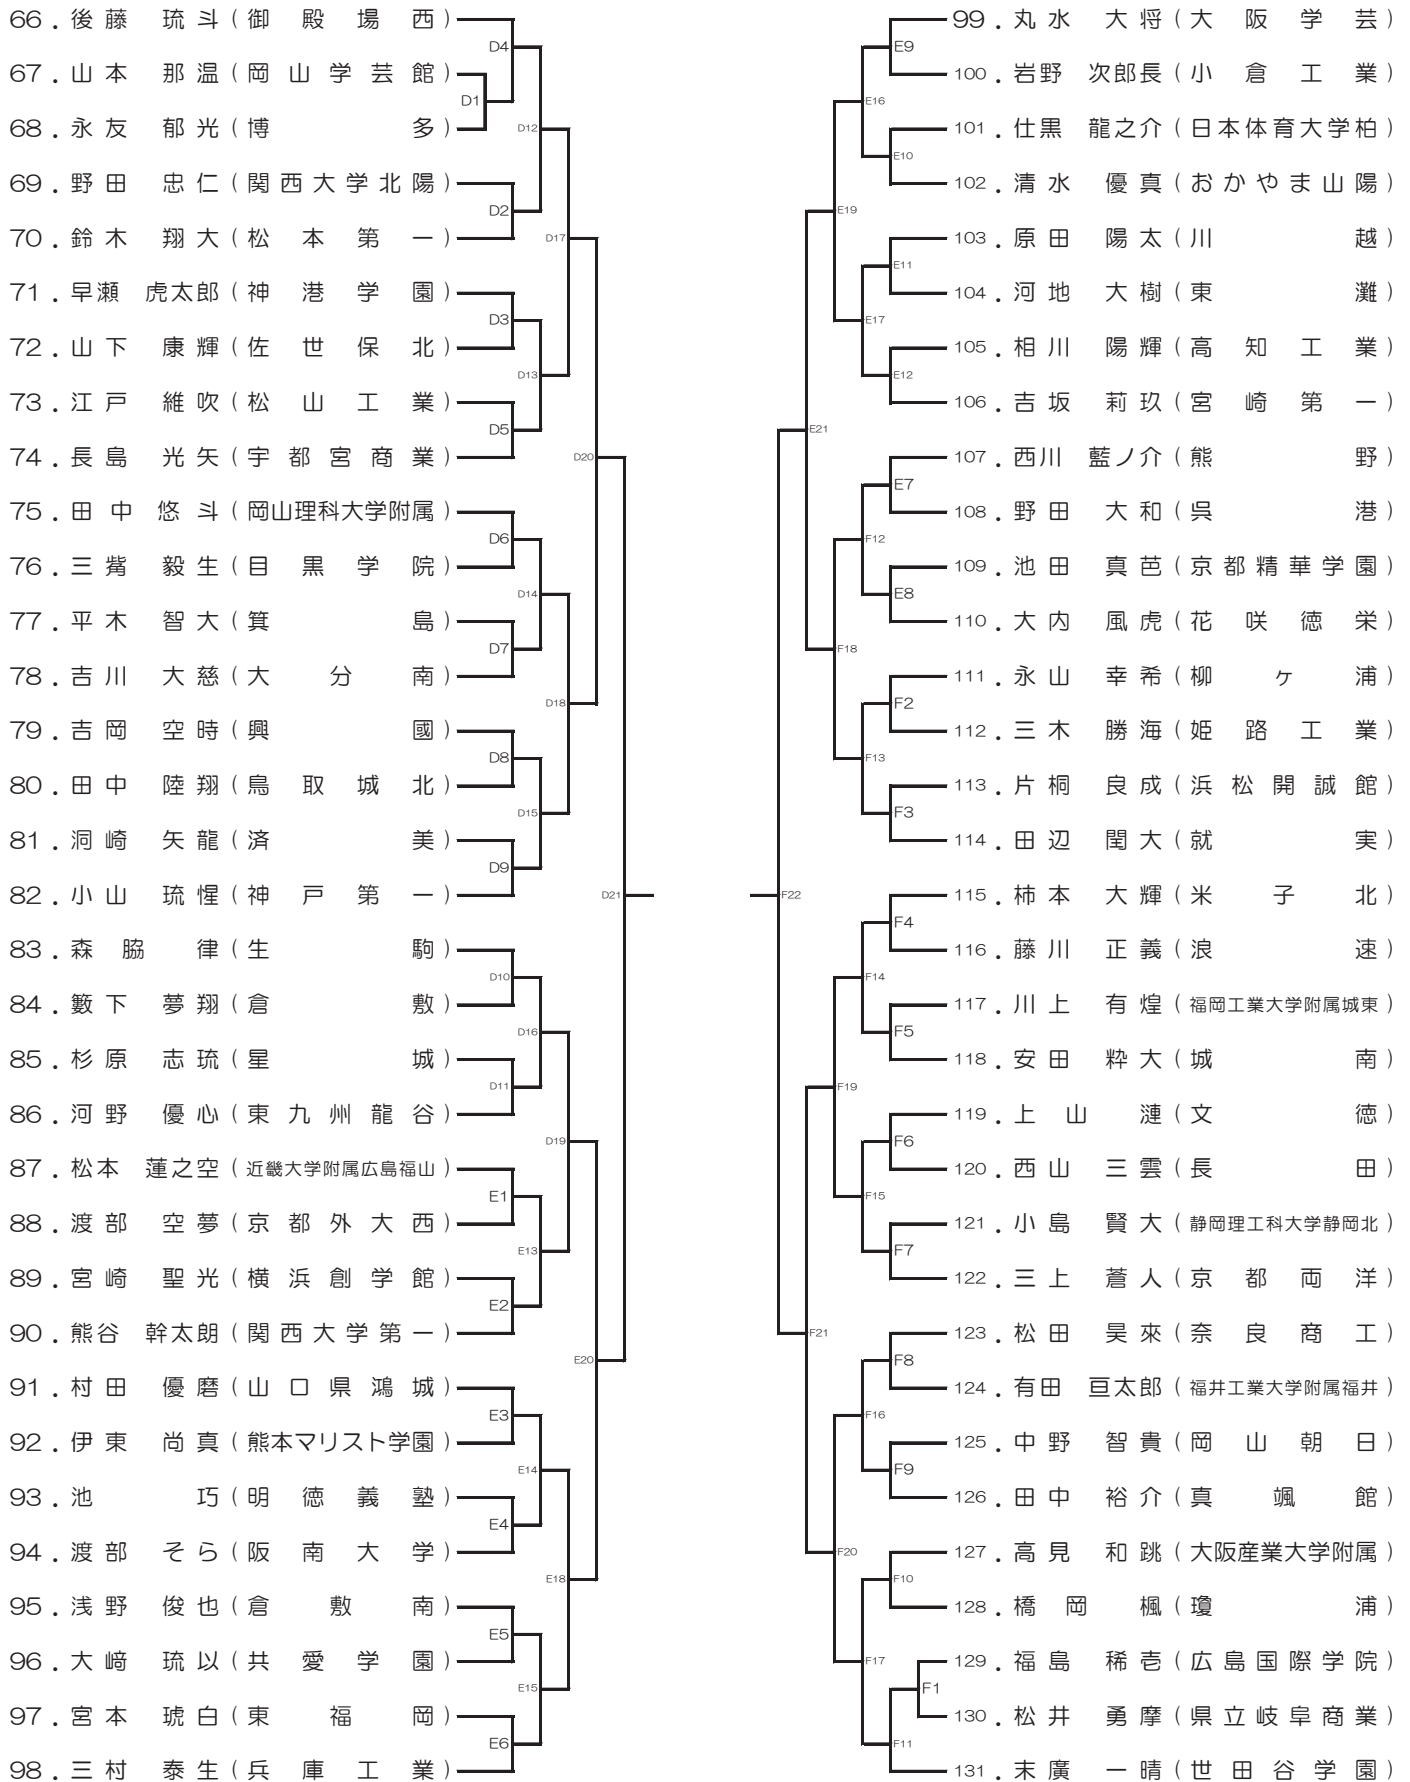 66．後藤 琉斗（御殿場西）
67．山本 那温（岡山学芸館）
68．永友 郁光（博多）
69．野田 忠仁（関西大学北陽）
70．鈴木 翔大（松本第一）
71．早瀬 虎太郎（神港学園）
72．山下 康輝（佐世保北）
73．江戸 維吹（松山工業）
74．長島 光矢（宇都宮商業）
75．田中 悠斗（岡山理科大学附属）
76．三觜 毅生（目黒学院）
77．平木 智大（箕島）
78．吉川 大慈（大分南）
79．吉岡 空時（興國）
80．田中 陸翔（鳥取城北）
81．洞崎 矢龍（済美）
82．小山 琉惺（神戸第一）
83．森脇 律（生駒）
84．籔下 夢翔（倉敷）
85．杉原 志琉（星城）
86．河野 優心（東九州龍谷）
87．松本 蓮之空（近畿大学附属広島福山）
88．渡部 空夢（京都外大西）
89．宮崎 聖光（横浜創学館）
90．熊谷 幹太朗（関西大学第一）
91．村田 優磨（山口県鴻城）
92．伊東 尚真（熊本マリスト学園）
93．池 巧（明徳義塾）
94．渡部 そら（阪南大学）
95．浅野 俊也（倉敷南）
96．大﨑 琉以（共愛学園）
97．宮本 琥白（東福岡）
98．三村 泰生（兵庫工業）
D4
D1
D12
D2
D17
D3
D13
D5
D20
D6
D14
D7
D18
D8
D15
D9
D21
D10
D16
D11
D19
E1
E13
E2
E20
E3
E14
E4
E18
E5
E15
E6
99．丸水 大将（大阪学芸）
100．岩野 次郎長（小倉工業）
101．仕黒 龍之介（日本体育大学柏）
102．清水 優真（おかやま山陽）
103．原田 陽太（川越）
104．河地 大樹（東灘）
105．相川 陽輝（高知工業）
106．吉坂 莉玖（宮崎第一）
107．西川 藍ノ介（熊野）
108．野田 大和（呉港）
109．池田 真芭（京都精華学園）
110．大内 風虎（花咲徳栄）
111．永山 幸希（柳ヶ浦）
112．三木 勝海（姫路工業）
113．片桐 良成（浜松開誠館）
114．田辺 閏大（就実）
115．柿本 大輝（米子北）
116．藤川 正義（浪速）
117．川上 有煌（福岡工業大学附属城東）
118．安田 粋大（城南）
119．上山 漣（文徳）
120．西山 三雲（長田）
121．小島 賢大（静岡理工科大学静岡北）
122．三上 蒼人（京都両洋）
123．松田 昊來（奈良商工）
124．有田 亘太郎（福井工業大学附属福井）
125．中野 智貴（岡山朝日）
126．田中 裕介（真颯館）
127．高見 和跳（大阪産業大学附属）
128．橋岡 楓（瓊浦）
129．福島 稀壱（広島国際学院）
130．松井 勇摩（県立岐阜商業）
131．末廣 一晴（世田谷学園）
E9
E16
E10
E19
E11
E17
E12
E21
E7
F12
E8
F18
F2
F13
F3
F22
F4
F14
F5
F19
F6
F15
F7
F21
F8
F16
F9
F20
F10
F17
F1
F11